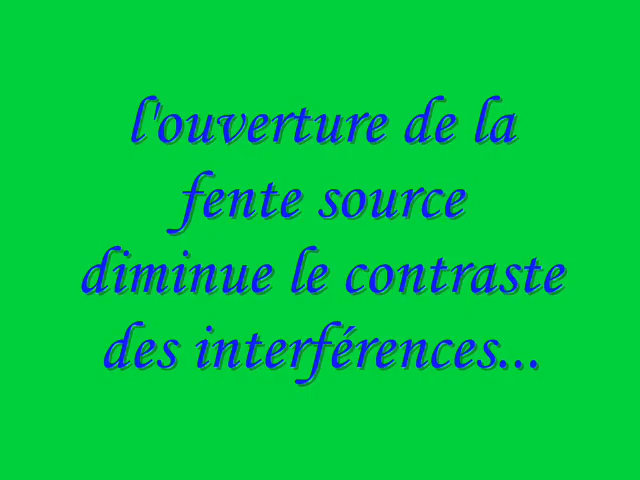 l'ouverture de la
fente source
diminue le contraste
des interférences...